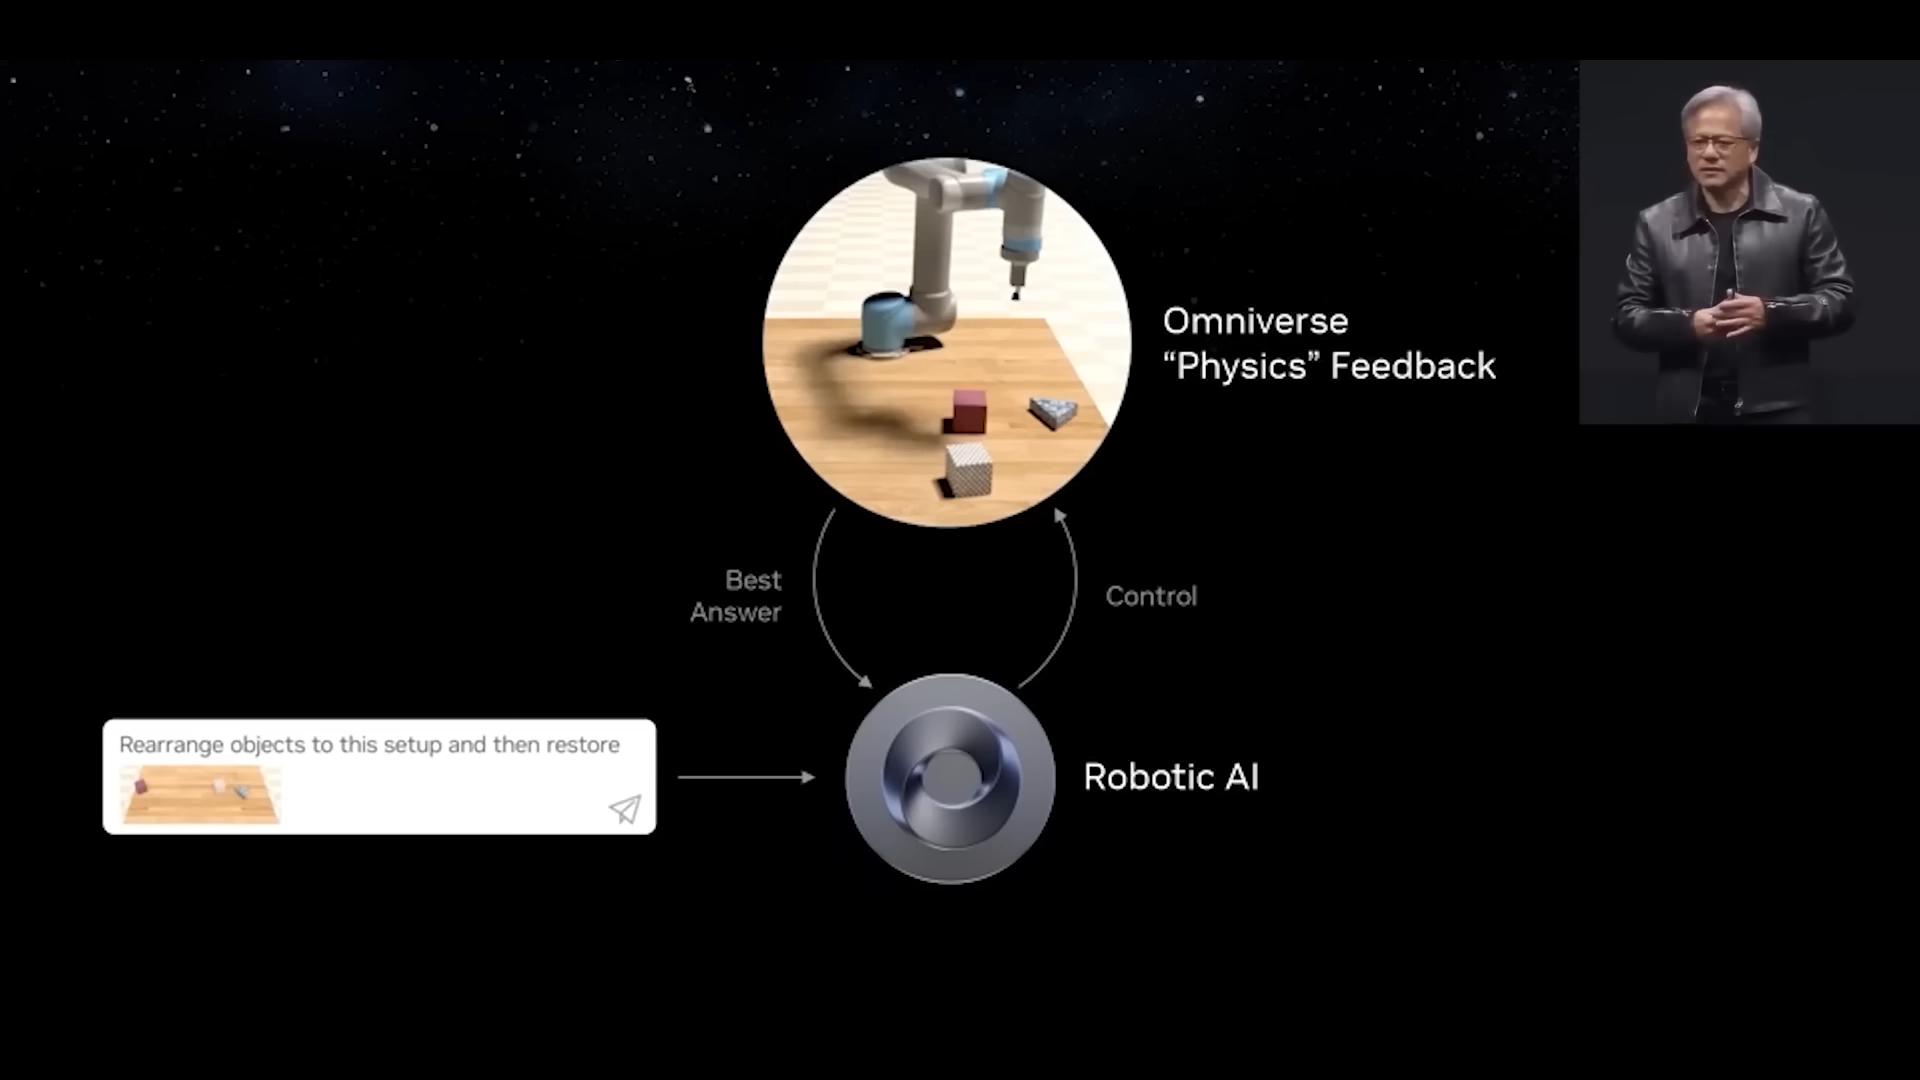 Omniverse
“Physics” Feedback
Best
Answer
Control
Rearrange objects to this setup and then restore
Robotic AI